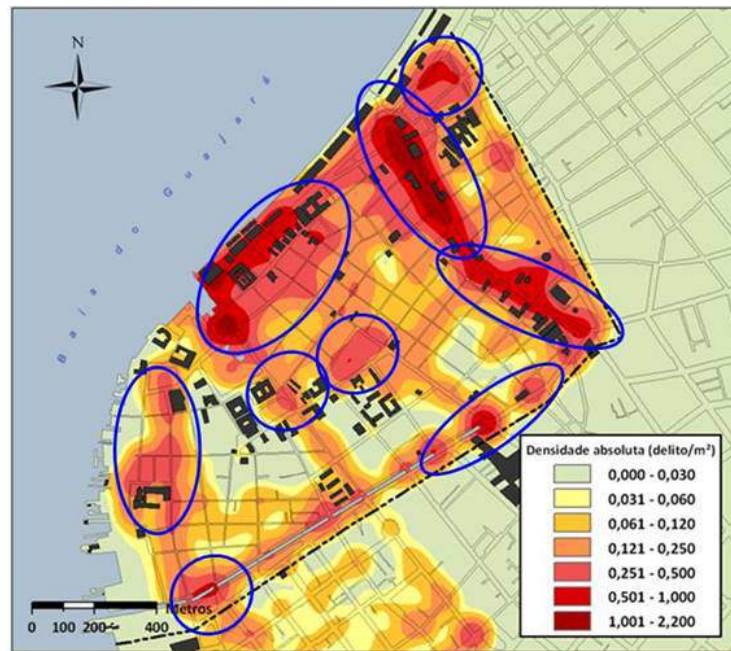 N
Baía do Guajará
Densidade absoluta (delito/m²)
0,000 - 0,030
0,031 - 0,060
0,061 - 0,120
0,121 - 0,250
0,251 - 0,500
0,501 - 1,000
1,001 - 2,200
Metros
0 100 200 400